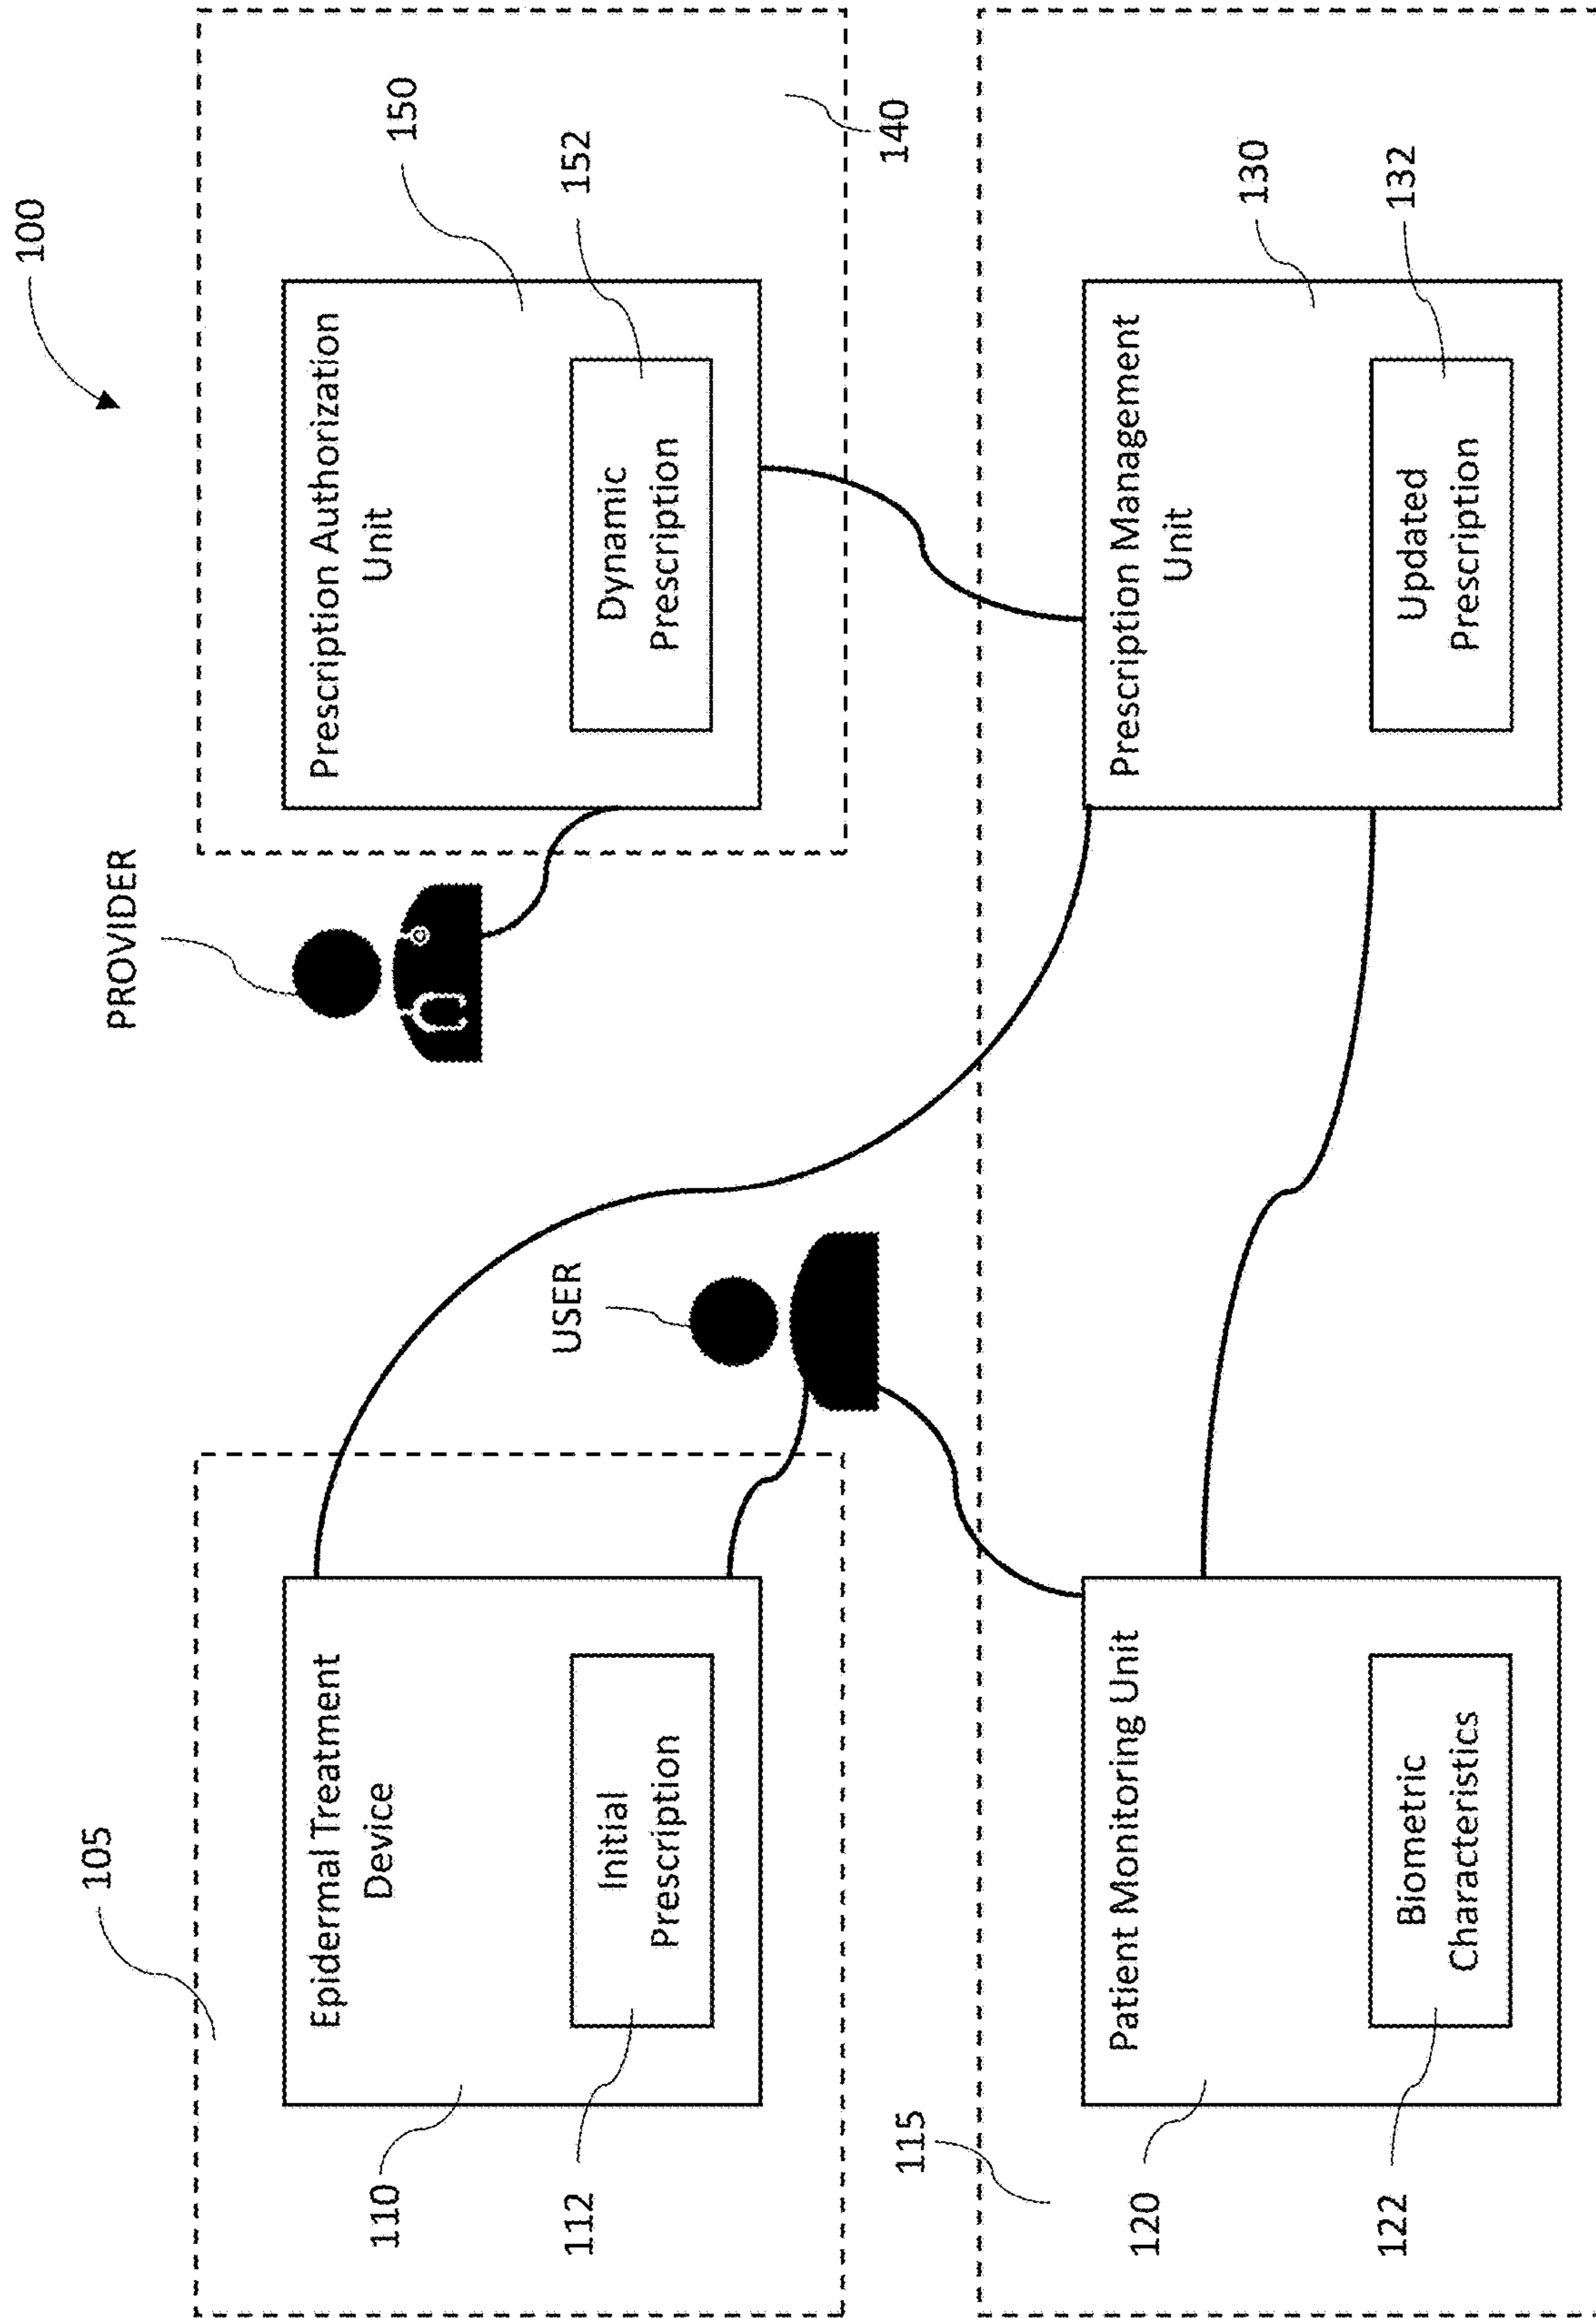 100
105
PROVIDER
Epidermal Treatment
Device
110
Initial
Prescription
112
USER
Prescription Authorization
Unit
150
Dynamic
Prescription
152
140
115
Patient Monitoring Unit
120
Biometric
Characteristics
122
Prescription Management
Unit
130
Updated
Prescription
132